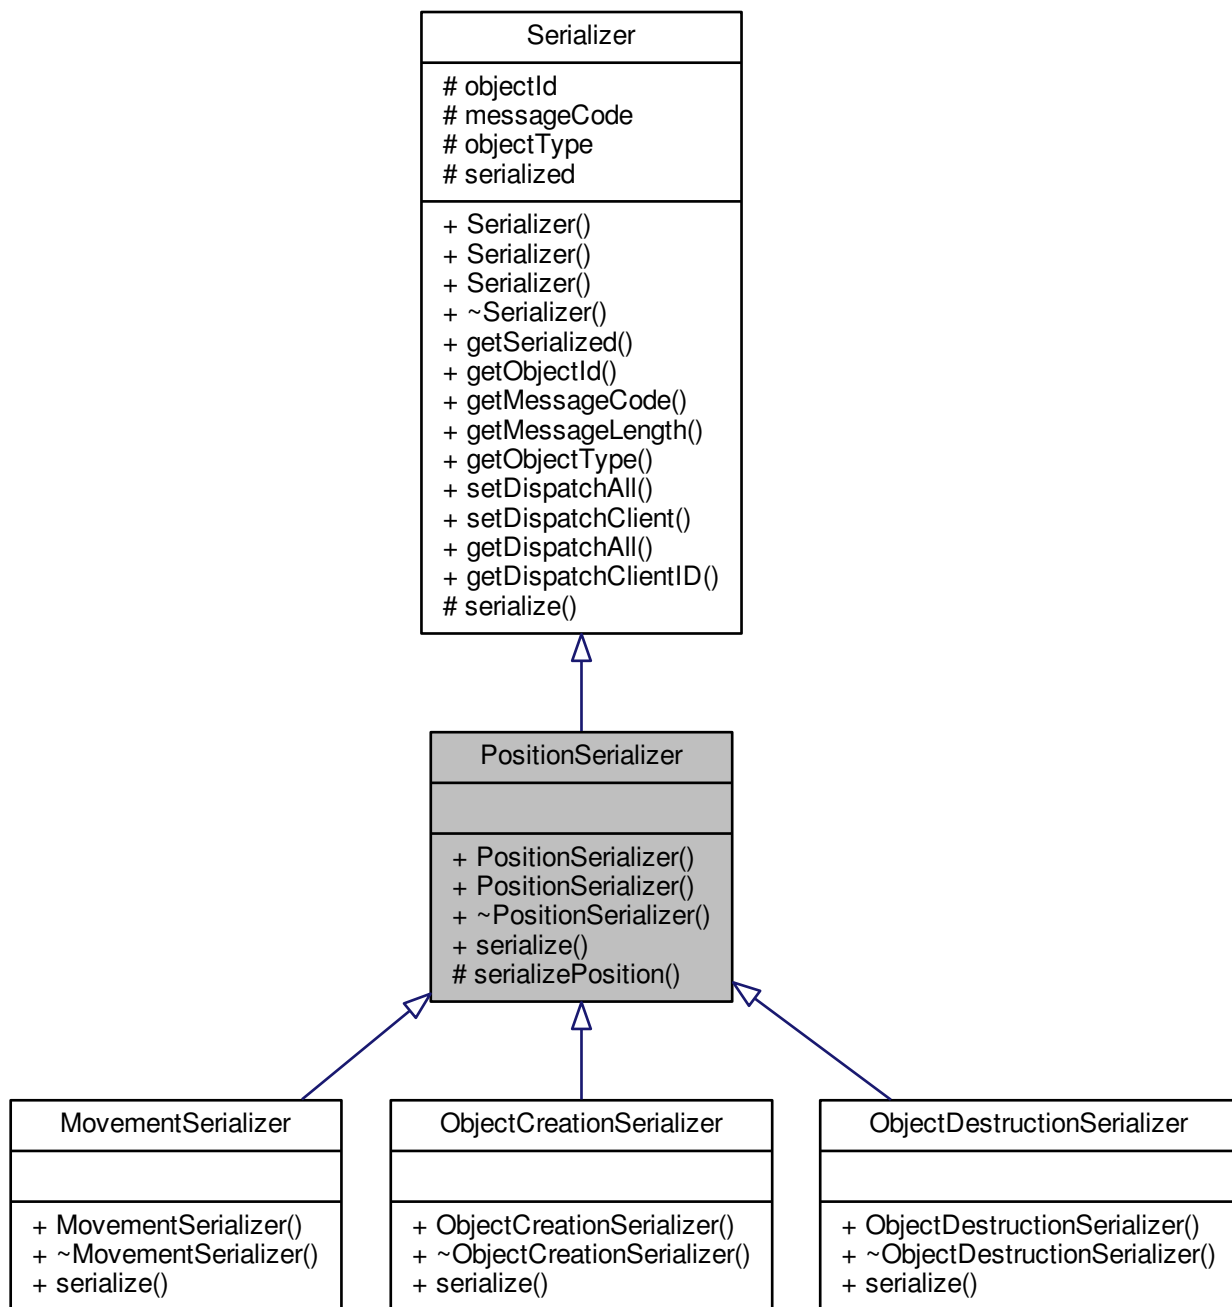 Serializer
# objectId
# messageCode
# objectType
# serialized
+ Serializer()
+ Serializer()
+ Serializer()
+ ~Serializer()
+ getSerialized()
+ getObjectId()
+ getMessageCode()
+ getMessageLength()
+ getObjectType()
+ setDispatchAll()
+ setDispatchClient()
+ getDispatchAll()
+ getDispatchClientID()
# serialize()
PositionSerializer
+ PositionSerializer()
+ PositionSerializer()
+ ~PositionSerializer()
+ serialize()
# serializePosition()
MovementSerializer
+ MovementSerializer()
+ ~MovementSerializer()
+ serialize()
ObjectCreationSerializer
+ ObjectCreationSerializer()
+ ~ObjectCreationSerializer()
+ serialize()
ObjectDestructionSerializer
+ ObjectDestructionSerializer()
+ ~ObjectDestructionSerializer()
+ serialize()